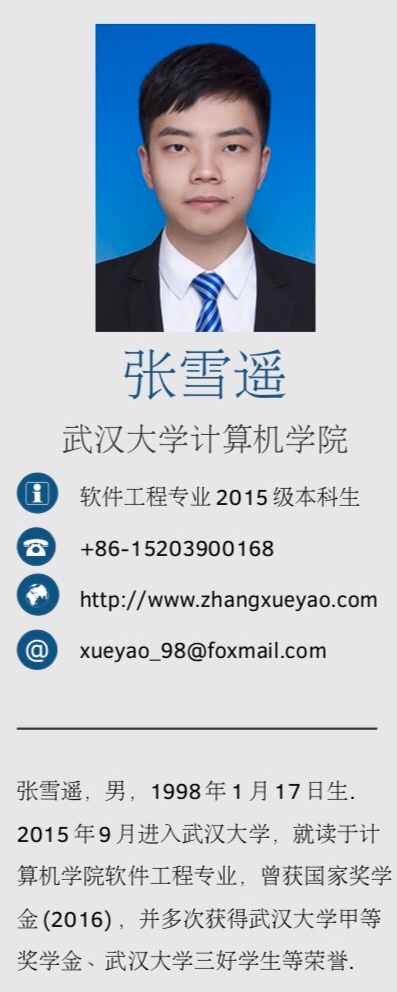 张雪遥
武汉大学计算机学院
软件工程专业 2015 级本科生
+86-15203900168
http://www.zhangxueyao.com
@ xueyao_98@foxmail.com
张雪遥，男，1998 年 1 月 17 日生.
2015 年 9 月进入武汉大学，就读于计
算机学院软件工程专业，曾获国家奖学
金 (2016) ，并多次获得武汉大学甲等
奖学金、武汉大学三好学生等荣誉.